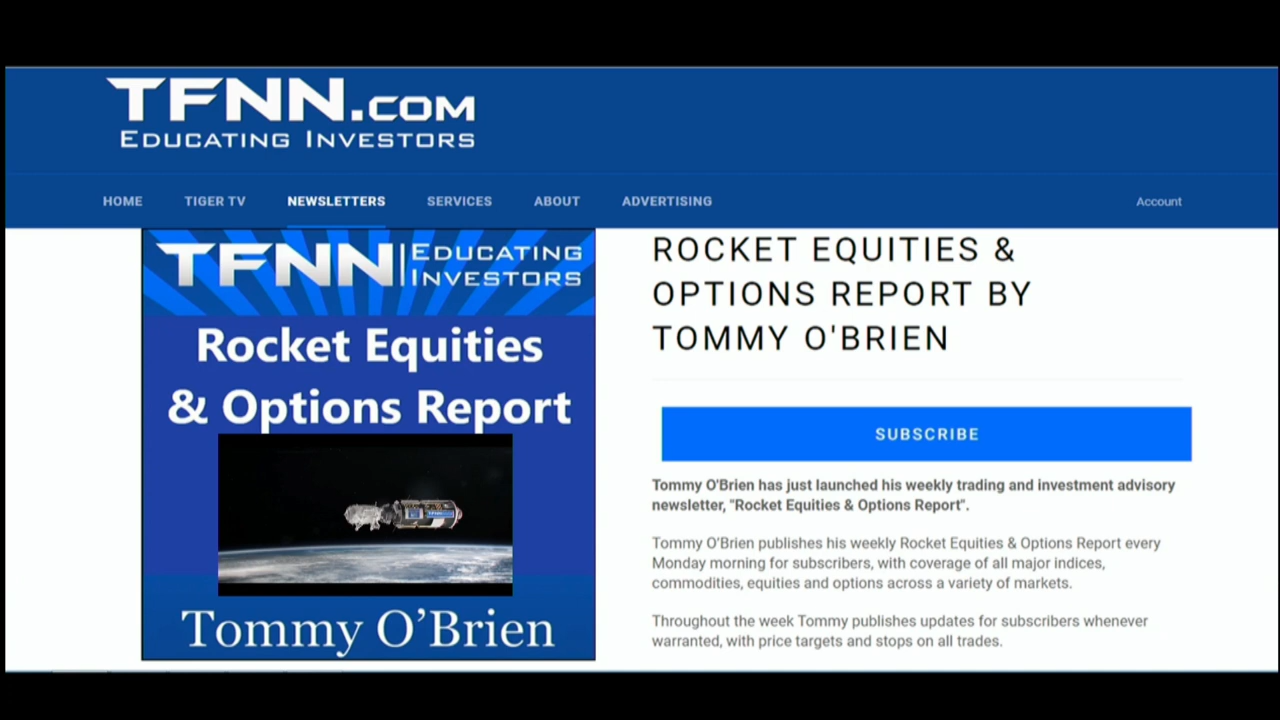 TFNN.COM
EDUCATING INVESTORS
HOME TIGER TV NEWSLETTERS SERVICES ABOUT ADVERTISING Account
TFNN EDUCATING
INVESTORS
Rocket Equities
& Options Report
Tommy O’Brien
ROCKET EQUITIES &
OPTIONS REPORT BY
TOMMY O'BRIEN
SUBSCRIBE
Tommy O'Brien has just launched his weekly trading and investment advisory
newsletter, "Rocket Equities & Options Report".
Tommy O'Brien publishes his weekly Rocket Equities & Options Report every
Monday morning for subscribers, with coverage of all major indices,
commodities, equities and options across a variety of markets.
Throughout the week Tommy publishes updates for subscribers whenever
warranted, with price targets and stops on all trades.